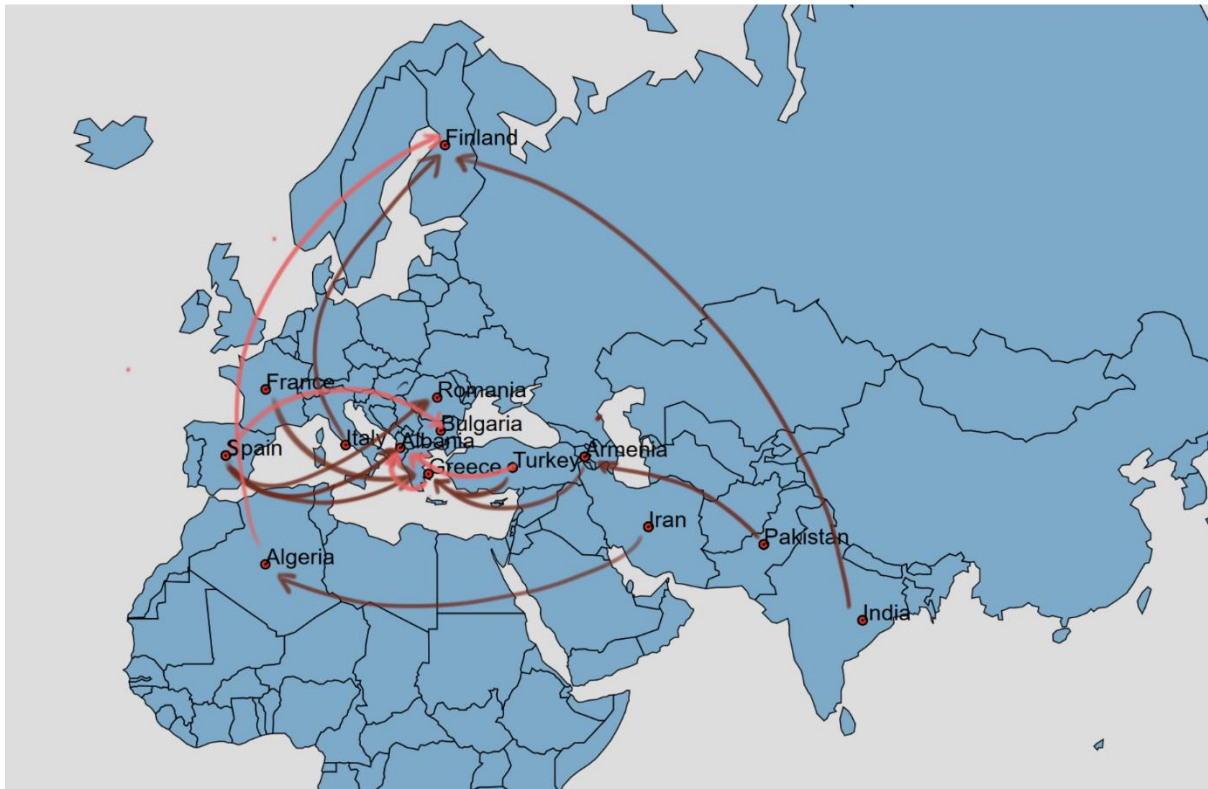 Finland
France
Romania
Bulgaria
Spain
Italy
Albania
Greece
Turkey
Armenia
Iran
Pakistan
Algeria
India